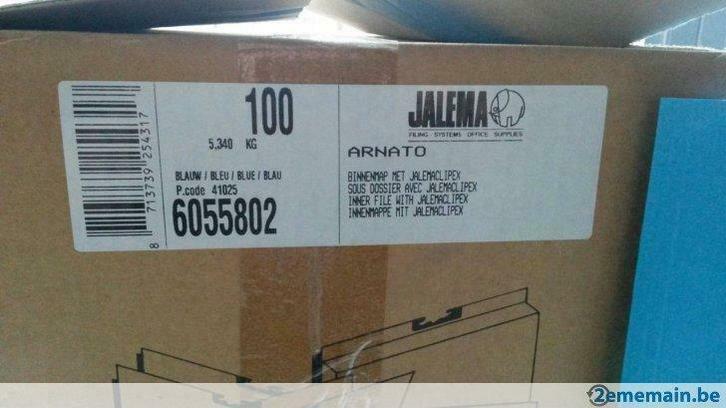 8 713739 254317
100
5,340 KG
BLAUW / BLEU / BLUE / BLAU
P.code 41025
6055802
JALEMA
FILING SYSTEMS OFFICE SUPPLIES
ARNATO
BINNENMAP MET JALEMACLIPEX
SOUS DOSSIER AVEC JALEMACLIPEX
INNER FILE WITH JALEMACLIPEX
INNENMAPPE MIT JALEMACLIPEX
2ememain.be